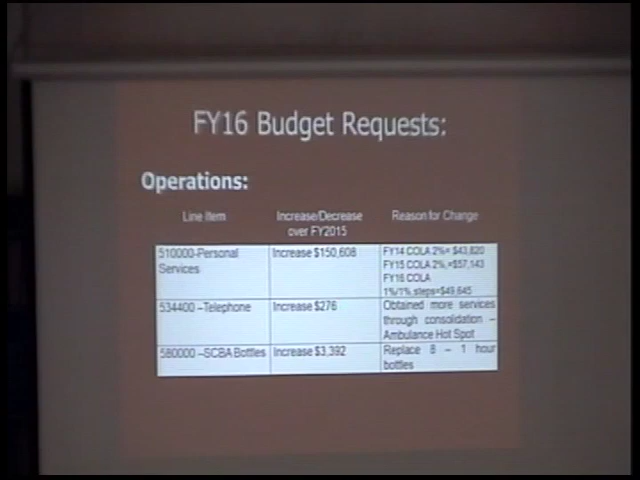 FY16 Budget Requests:
Operations:
Line Item
Increase/Decrease
over FY2015
Reason for Change
510000-Personal
Services
Increase $150,608
FY14 COLA 2%= $43,820
FY15 COLA 2%,=$57,143
FY16 COLA
1%/1% steps=$49,645
534400 –Telephone
Increase $276
Obtained more services
through consolidation –
Ambulance Hot Spot
580000 –SCBA Bottles
Increase $3,392
Replace 8 – 1 hour
bottles